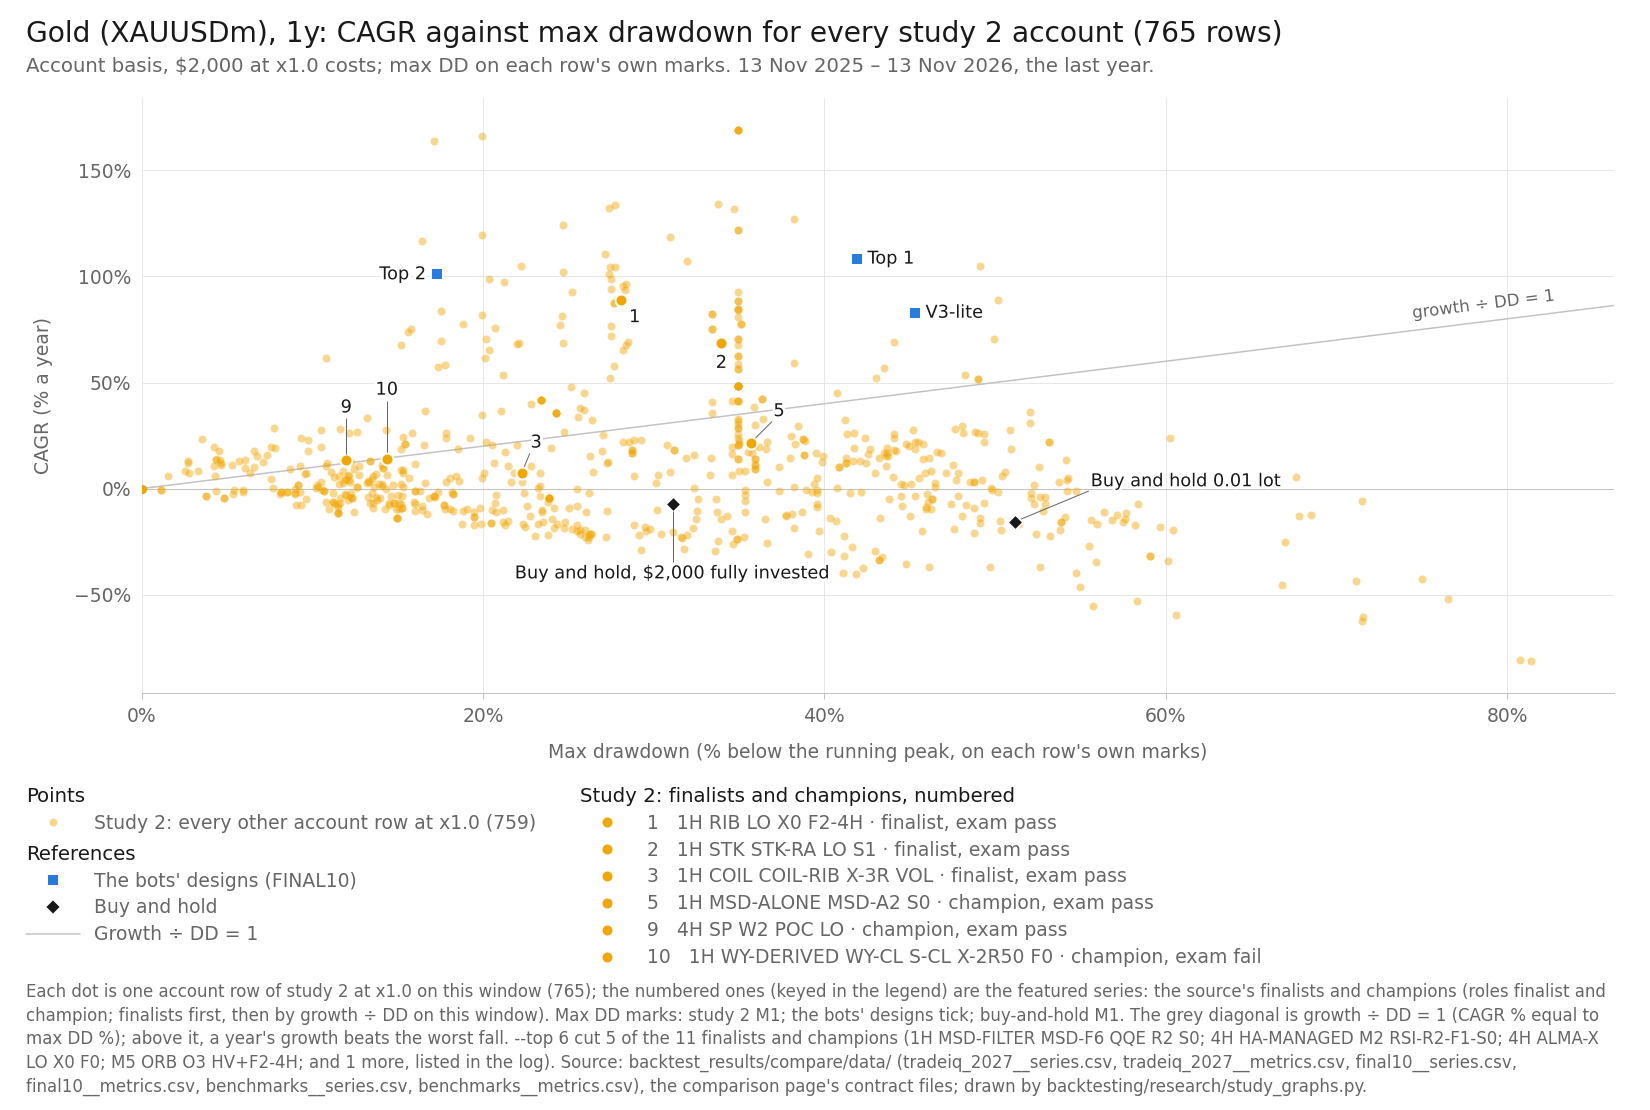 Gold (XAUUSDm), 1y: CAGR against max drawdown for every study 2 account (765 rows)
Account basis, $2,000 at x1.0 costs; max DD on each row's own marks. 13 Nov 2025 – 13 Nov 2026, the last year.
CAGR (% a year)
150%
100%
50%
0%
−50%
Top 2
Top 1
V3-lite
1
2
growth ÷ DD = 1
10
9
5
3
Buy and hold 0.01 lot
Buy and hold, $2,000 fully invested
0%
20%
40%
60%
80%
Max drawdown (% below the running peak, on each row's own marks)
Points
Study 2: every other account row at x1.0 (759)
References
The bots' designs (FINAL10)
Buy and hold
Growth ÷ DD = 1
Study 2: finalists and champions, numbered
1 1H RIB LO X0 F2-4H · finalist, exam pass
2 1H STK STK-RA LO S1 · finalist, exam pass
3 1H COIL COIL-RIB X-3R VOL · finalist, exam pass
5 1H MSD-ALONE MSD-A2 S0 · champion, exam pass
9 4H SP W2 POC LO · champion, exam pass
10 1H WY-DERIVED WY-CL S-CL X-2R50 F0 · champion, exam fail
Each dot is one account row of study 2 at x1.0 on this window (765); the numbered ones (keyed in the legend) are the featured series: the source's finalists and champions (roles finalist and
champion; finalists first, then by growth ÷ DD on this window). Max DD marks: study 2 M1; the bots' designs tick; buy-and-hold M1. The grey diagonal is growth ÷ DD = 1 (CAGR % equal to
max DD %); above it, a year's growth beats the worst fall. --top 6 cut 5 of the 11 finalists and champions (1H MSD-FILTER MSD-F6 QQE R2 S0; 4H HA-MANAGED M2 RSI-R2-F1-S0; 4H ALMA-X
LO X0 F0; M5 ORB O3 HV+F2-4H; and 1 more, listed in the log). Source: backtest_results/compare/data/ (tradeiq_2027__series.csv, tradeiq_2027__metrics.csv, final10__series.csv,
final10__metrics.csv, benchmarks__series.csv, benchmarks__metrics.csv), the comparison page's contract files; drawn by backtesting/research/study_graphs.py.